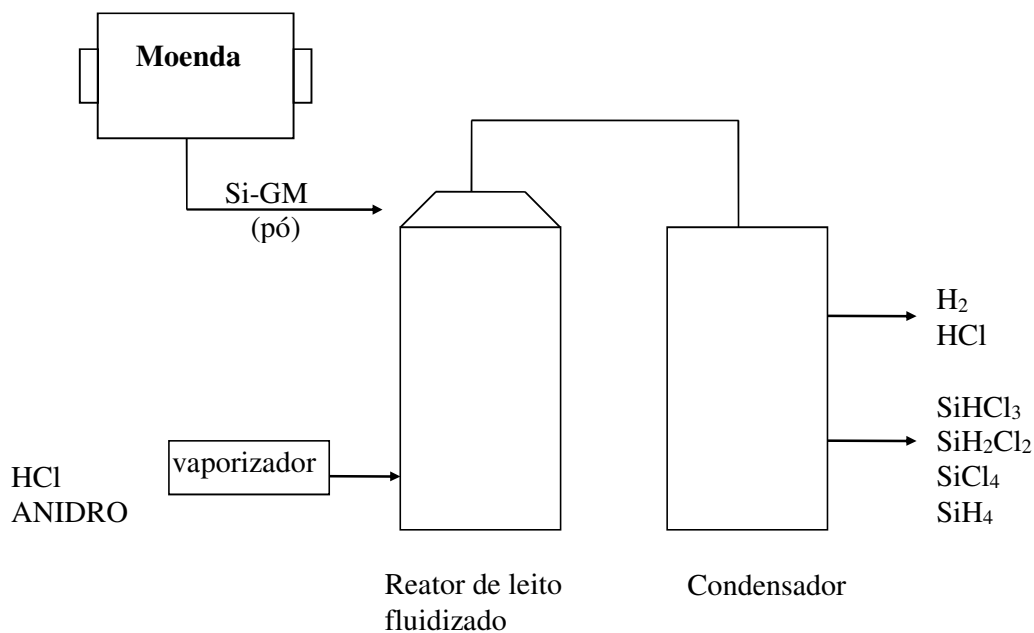 Moenda
Si-GM
(pó)
H₂
HCl
SiHCl₃
SiH₂Cl₂
SiCl₄
SiH₄
vaporizador
HCl
ANIDRO
Reator de leito
fluidizado
Condensador